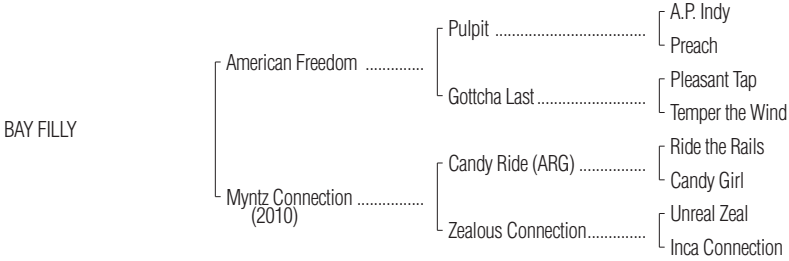 A.P. Indy
Pulpit ..................................
Preach
American Freedom ..............
Pleasant Tap
Gottcha Last..........................
Temper the Wind
BAY FILLY
Ride the Rails
Candy Ride (ARG) ................
Candy Girl
Myntz Connection ................
(2010)
Unreal Zeal
Zealous Connection..............
Inca Connection